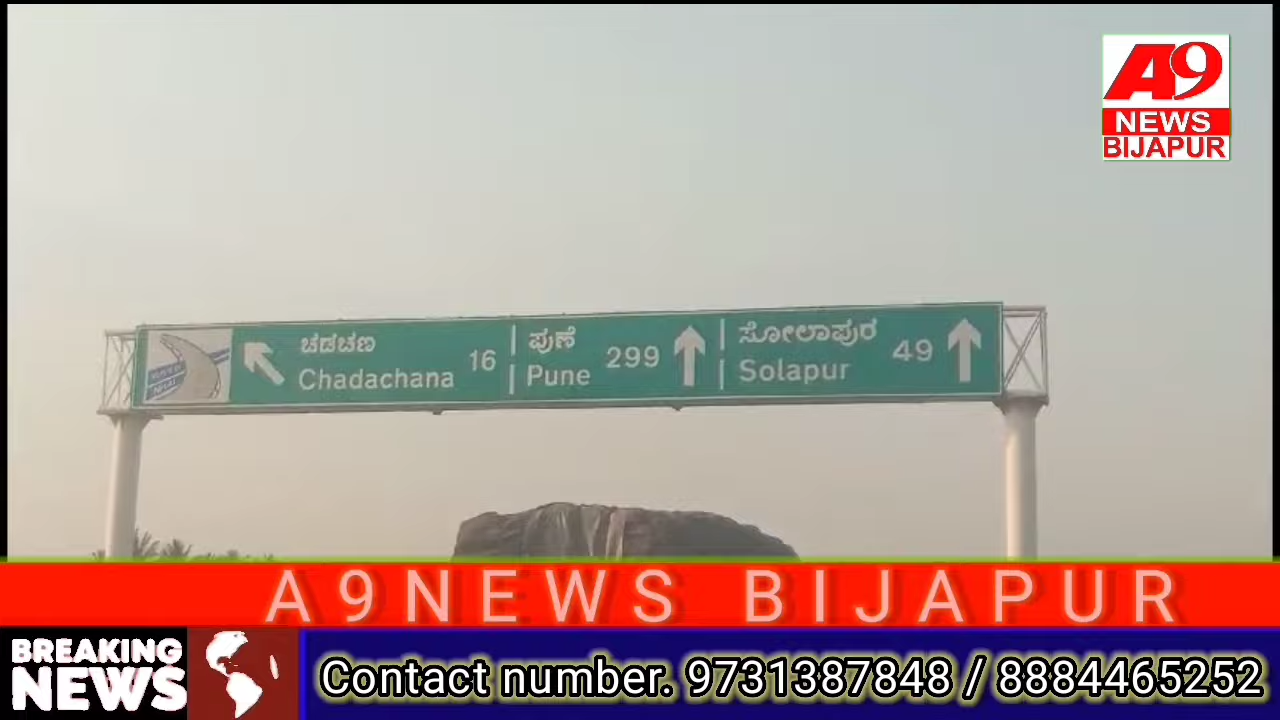 A9
NEWS
BIJAPUR
ಚಡಚಣ
Chadachana
16
ಪುಣೆ
Pune
299
ಸೋಲಾಪುರ
Solapur
49
A9NEWS BIJAPUR
BREAKING
NEWS
Contact number. 9731387848 / 8884465252